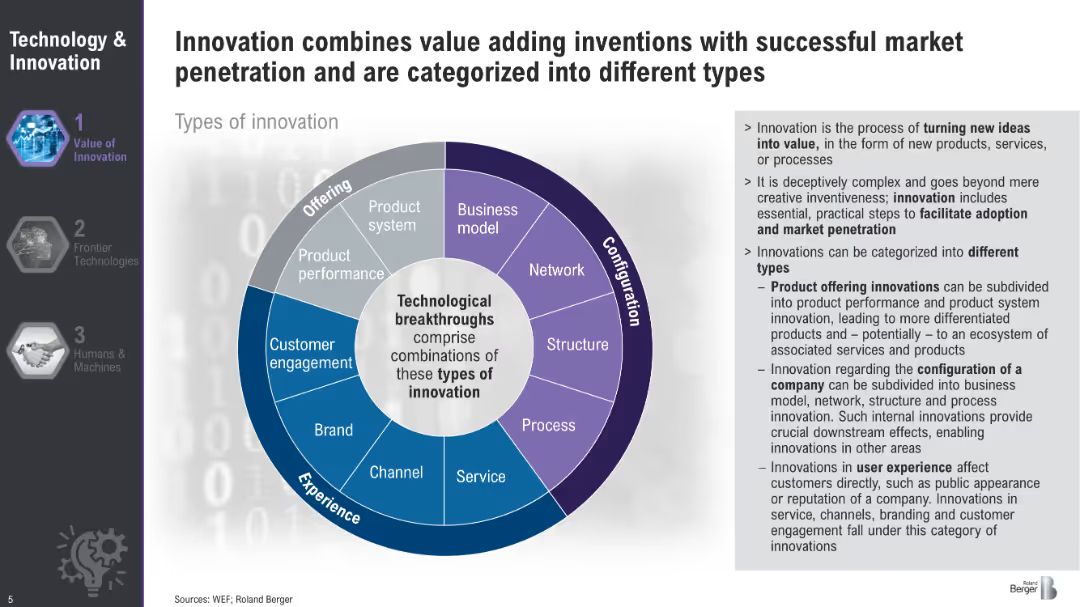 Technology &
Innovation
1
Value of
Innovation
2
Frontier
Technologies
3
Humans &
Machines
5
Innovation combines value adding inventions with successful market
penetration and are categorized into different types
Types of innovation
Offering
Product
system
Product
performance
Configuration
Business
model
Network
Structure
Process
Experience
Service
Channel
Brand
Customer
engagement
Technological
breakthroughs
comprise
combinations of
these types of
innovation
> Innovation is the process of turning new ideas
into value, in the form of new products, services,
or processes
> It is deceptively complex and goes beyond mere
creative inventiveness; innovation includes
essential, practical steps to facilitate adoption
and market penetration
> Innovations can be categorized into different
types
– Product offering innovations can be subdivided
into product performance and product system
innovation, leading to more differentiated
products and – potentially – to an ecosystem of
associated services and products
– Innovation regarding the configuration of a
company can be subdivided into business
model, network, structure and process
innovation. Such internal innovations provide
crucial downstream effects, enabling
innovations in other areas
– Innovations in user experience affect
customers directly, such as public appearance
or reputation of a company. Innovations in
service, channels, branding and customer
engagement fall under this category of
innovations
Sources: WEF; Roland Berger
Roland
Berger